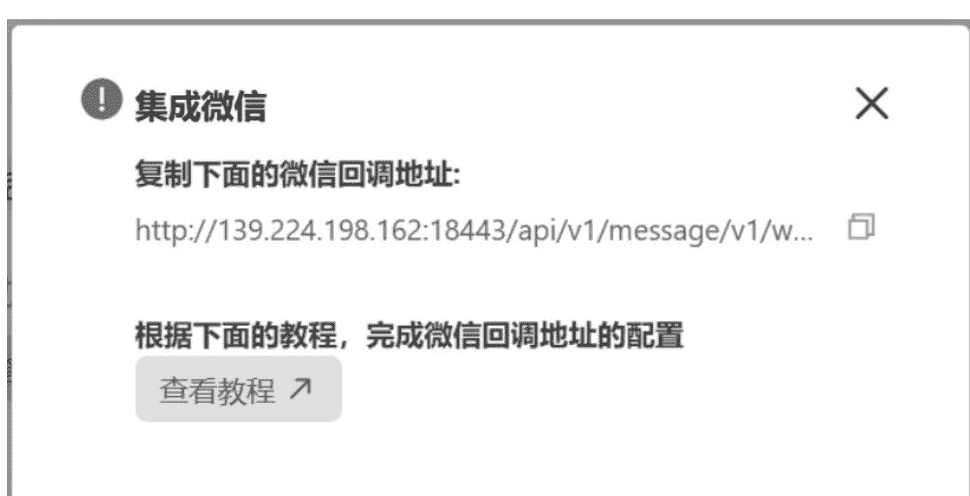 集成微信
复制下面的微信回调地址:
http://139.224.198.162:18443/api/v1/message/v1/w...
根据下面的教程，完成微信回调地址的配置
查看教程